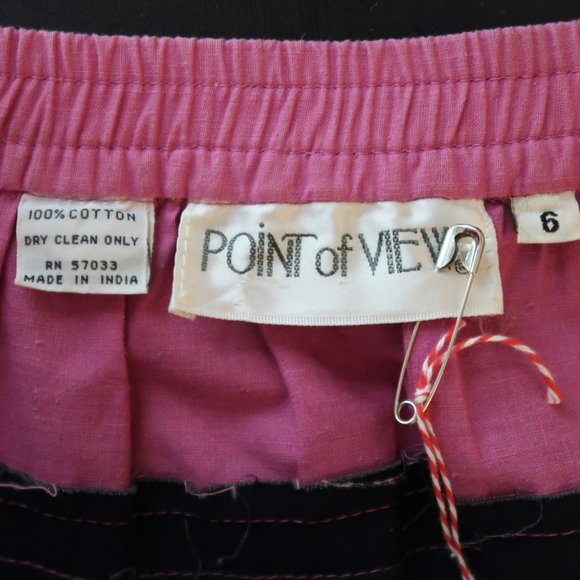 100% COTTON
DRY CLEAN ONLY
RN 57033
MADE IN INDIA
POINT of VIEW ®
6